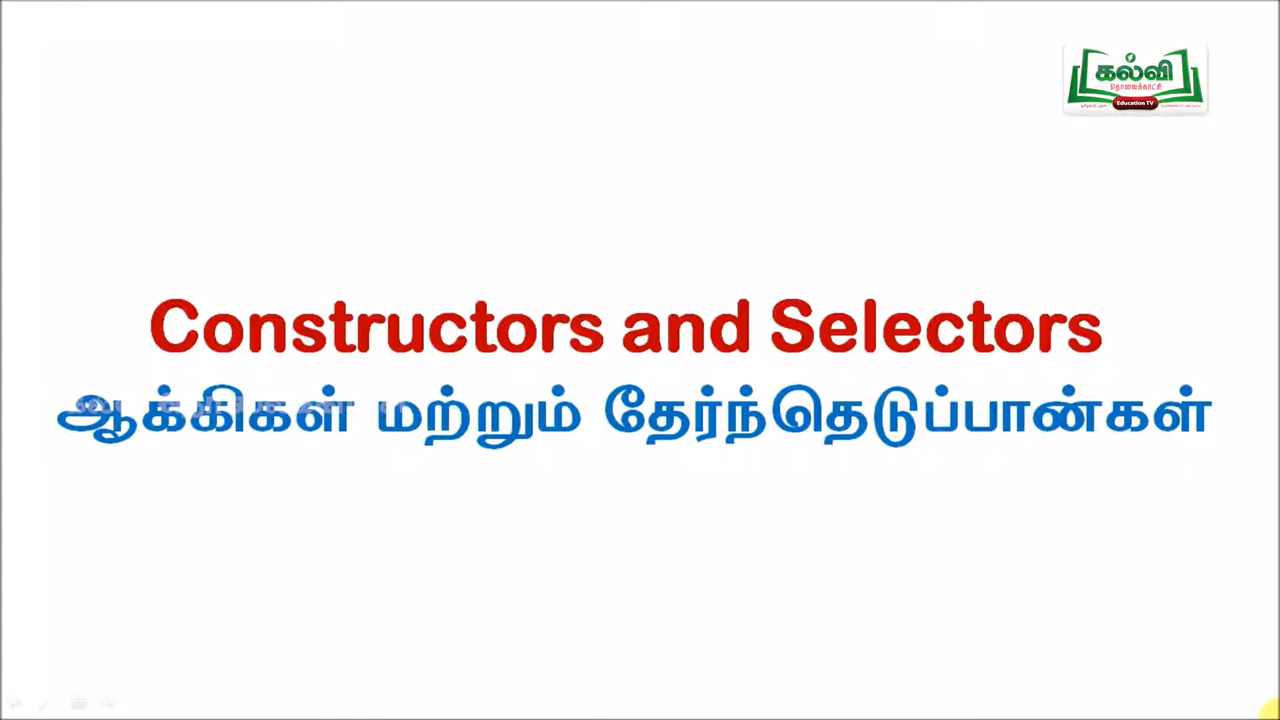 கல்வி
தொலைக்காட்சி
Education TV
Constructors and Selectors
ஆக்கிகள் மற்றும் தேர்ந்தெடுப்பான்கள்